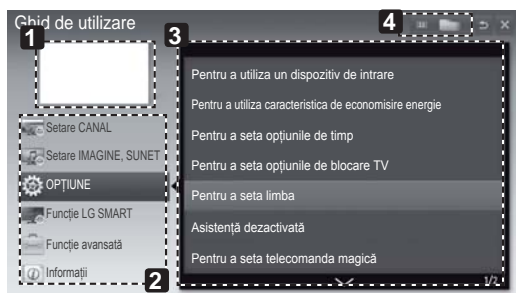 Ghid de utilizare
1
3
4
Setare CANAL
Setare IMAGINE, SUNET
OPȚIUNE
Funcție LG SMART
Funcție avansată
Informații
2
Pentru a utiliza un dispozitiv de intrare
Pentru a utiliza caracteristica de economisire energie
Pentru a seta opțiunile de timp
Pentru a seta opțiunile de blocare TV
Pentru a seta limba
Asistență dezactivată
Pentru a seta telecomanda magică
1/2